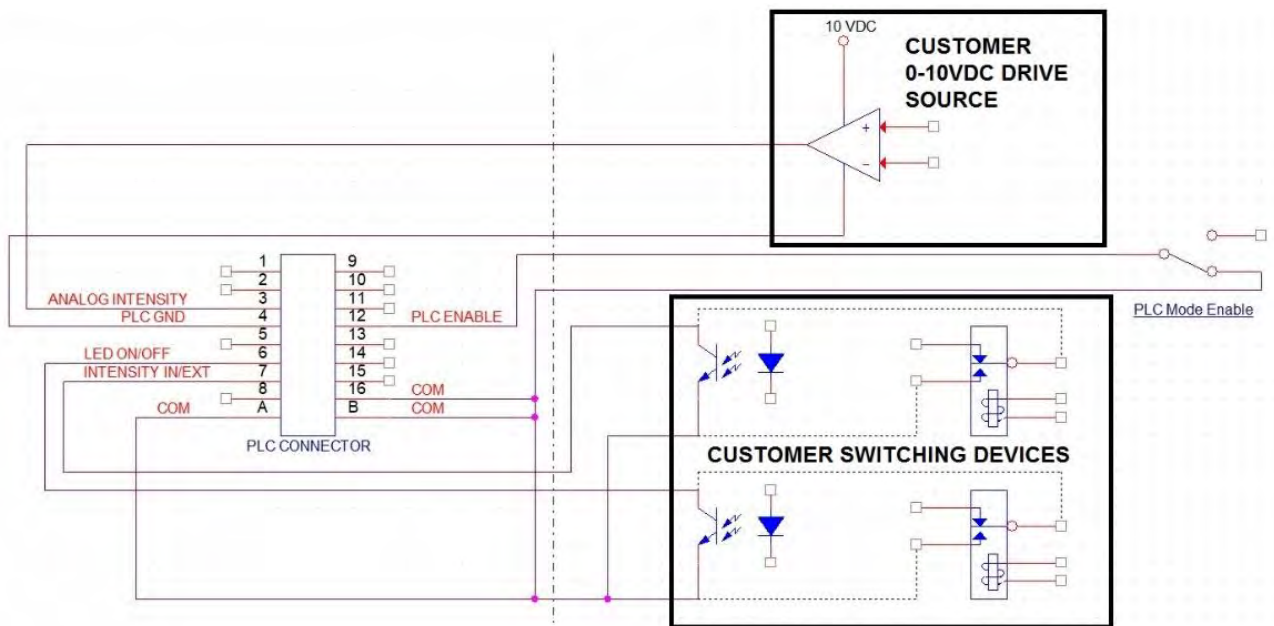 10 VDC
CUSTOMER
0-10VDC DRIVE
SOURCE
+
−
1
9
2
10
ANALOG INTENSITY
3
11
PLC GND
4
12
PLC ENABLE
5
13
LED ON/OFF
6
14
INTENSITY IN/EXT
7
15
8
16
COM
COM
A
B
COM
PLC CONNECTOR
PLC Mode Enable
CUSTOMER SWITCHING DEVICES